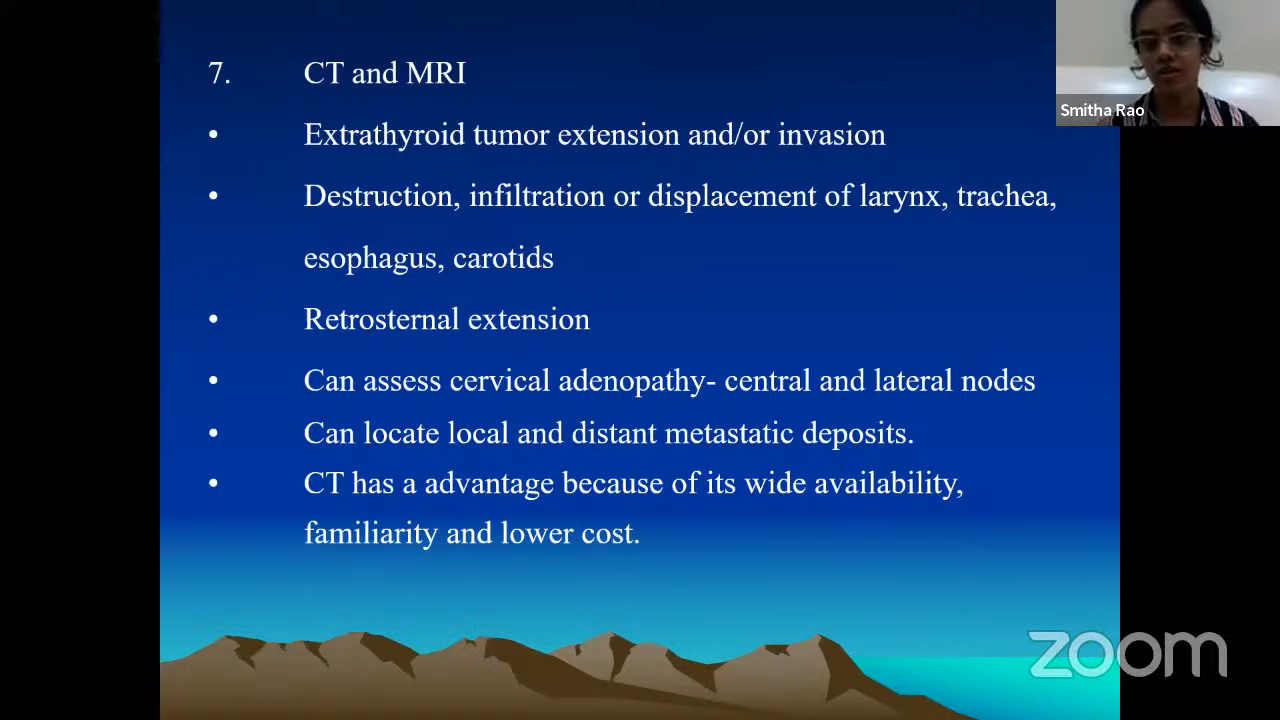 7. CT and MRI
• Extrathyroid tumor extension and/or invasion
• Destruction, infiltration or displacement of larynx, trachea,
esophagus, carotids
• Retrosternal extension
• Can assess cervical adenopathy- central and lateral nodes
• Can locate local and distant metastatic deposits.
• CT has a advantage because of its wide availability,
familiarity and lower cost.
Smitha Rao
zoom